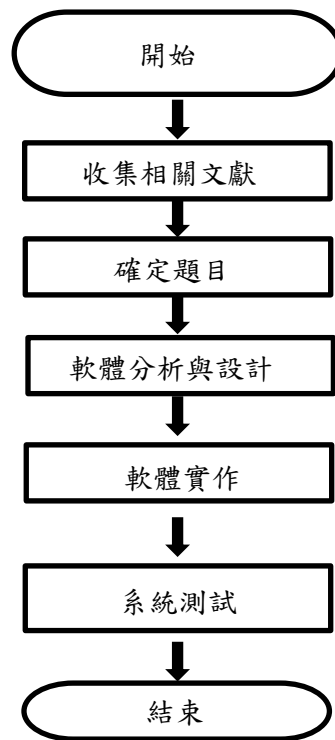 開始
收集相關文獻
確定題目
軟體分析與設計
軟體實作
系統測試
結束